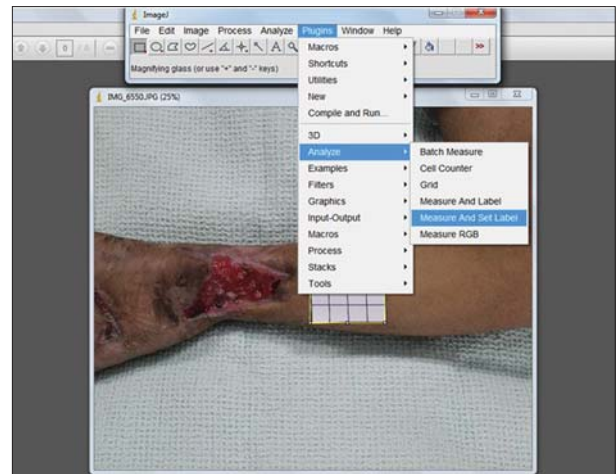 ImageJ
File Edit Image Process Analyze Plugins Window Help
A
>>
Magnifying glass (or use "+" and "-" keys)
IMG_6550.JPG (25%)
Macros
Shortcuts
Utilities
New
Compile and Run...
3D
Analyze
Examples
Filters
Graphics
Input-Output
Macros
Process
Stacks
Tools
Batch Measure
Cell Counter
Grid
Measure And Label
Measure And Set Label
Measure RGB